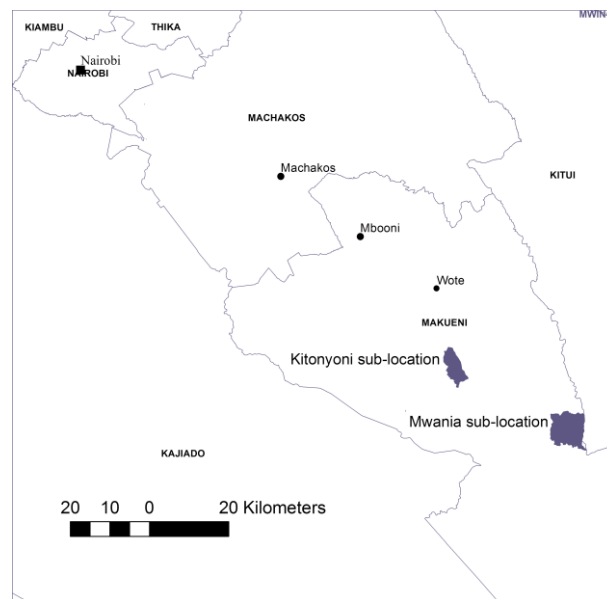 MWIN
KIAMBU
THIKA
Nairobi
NAIROBI
MACHAKOS
Machakos
KITUI
Mbooni
Wote
MAKUENI
Kitonyoni sub-location
Mwania sub-location
KAJIADO
20 10 0 20 Kilometers